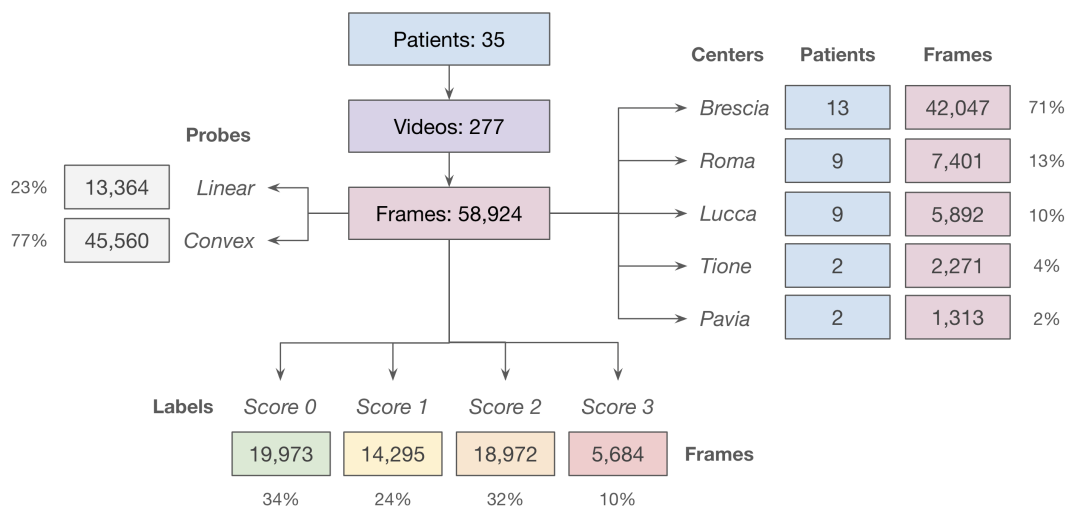 Patients: 35
Videos: 277
Frames: 58,924
Probes
23% 13,364 Linear
77% 45,560 Convex
Centers Patients Frames
Brescia 13 42,047 71%
Roma 9 7,401 13%
Lucca 9 5,892 10%
Tione 2 2,271 4%
Pavia 2 1,313 2%
Labels Score 0 Score 1 Score 2 Score 3
19,973 14,295 18,972 5,684 Frames
34% 24% 32% 10%